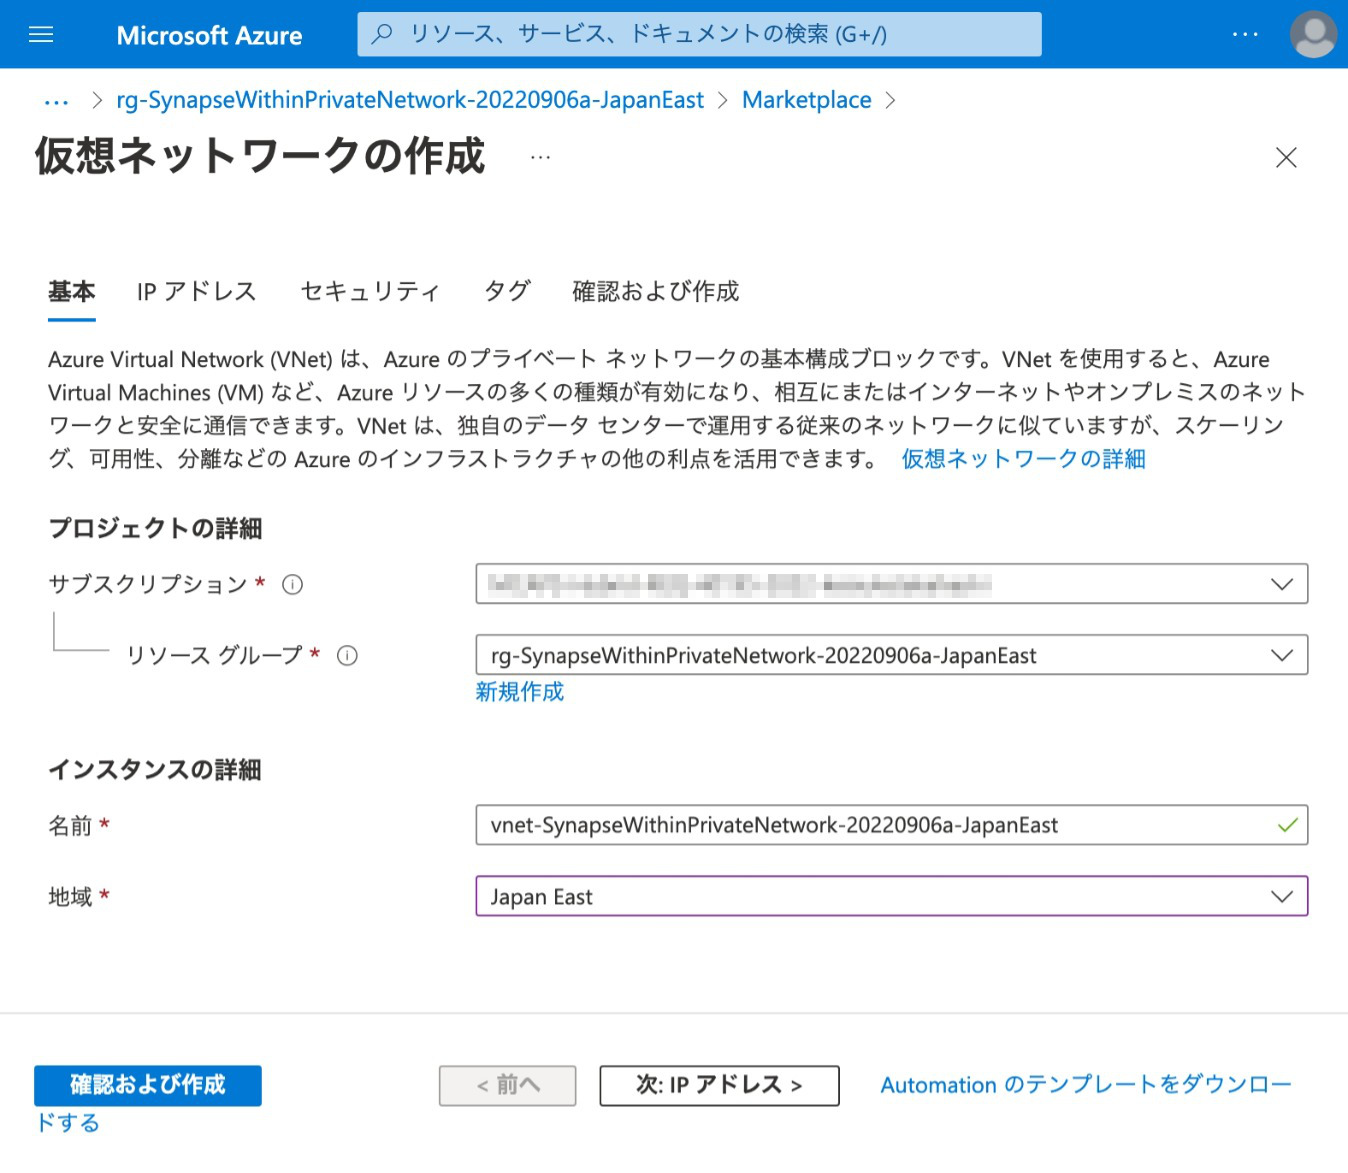 Microsoft Azure
リソース、サービス、ドキュメントの検索 (G+/)
...
... > rg-SynapseWithinPrivateNetwork-20220906a-JapanEast > Marketplace >
仮想ネットワークの作成 ...
基本 IP アドレス セキュリティ タグ 確認および作成
Azure Virtual Network (VNet) は、Azure のプライベート ネットワークの基本構成ブロックです。VNet を使用すると、Azure
Virtual Machines (VM) など、Azure リソースの多くの種類が有効になり、相互にまたはインターネットやオンプレミスのネット
ワークと安全に通信できます。VNet は、独自のデータ センターで運用する従来のネットワークに似ていますが、スケーリン
グ、可用性、分離などの Azure のインフラストラクチャの他の利点を活用できます。 仮想ネットワークの詳細
プロジェクトの詳細
サブスクリプション *
リソース グループ *
rg-SynapseWithinPrivateNetwork-20220906a-JapanEast
新規作成
インスタンスの詳細
名前 *
vnet-SynapseWithinPrivateNetwork-20220906a-JapanEast
地域 *
Japan East
確認および作成
< 前へ
次: IP アドレス >
Automation のテンプレートをダウンロー
ドする